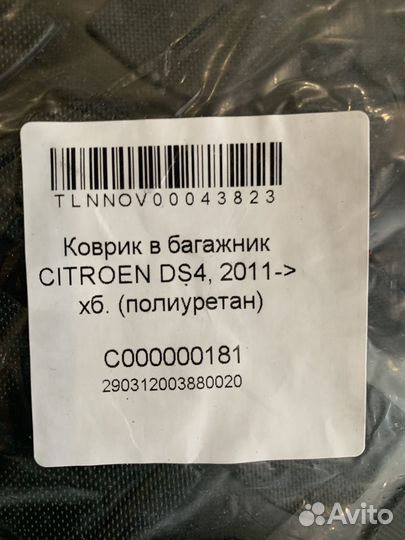 TLNNOV00043823
Коврик в багажник
CITROEN DS4, 2011->
хб. (полиуретан)
C000000181
290312003880020
Avito